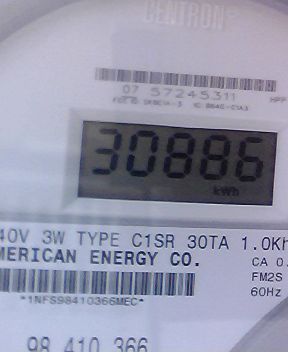 CENTRON®
07 57245311
HPP
30886
kWh
40V 3W TYPE C1SR 30TA 1.0Kh
MERICAN ENERGY CO.
CA 0.
FM2S
60Hz
*1NFS98410366MEC*
98 410 366